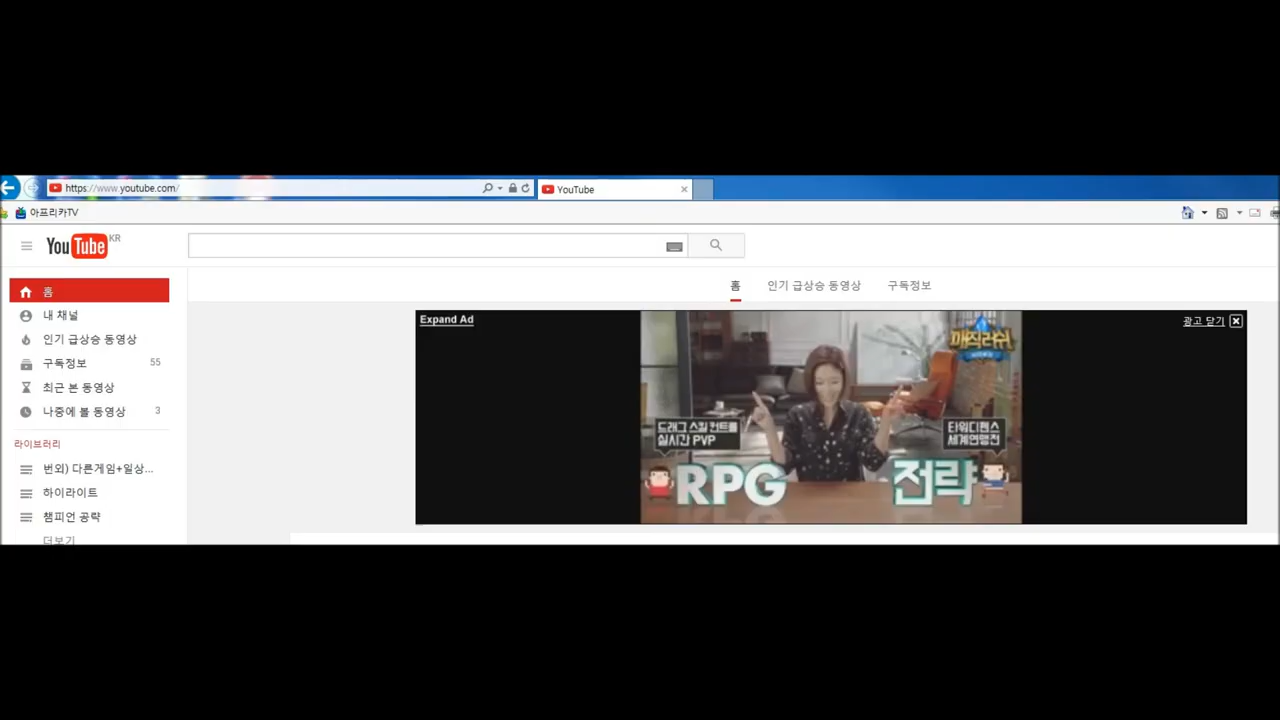 https://www.youtube.com/
YouTube
아프리카TV
YouTube KR
홈 인기 급상승 동영상 구독정보
홈
내 채널
인기 급상승 동영상
구독정보 55
최근 본 동영상
나중에 볼 동영상 3
라이브러리
번외) 다른게임+일상...
하이라이트
챔피언 공략
더보기
Expand Ad
광고 닫기
매직러쉬
드래그 스킬 컨트롤
실시간 PVP
RPG
타워디펜스
세계연맹전
전략